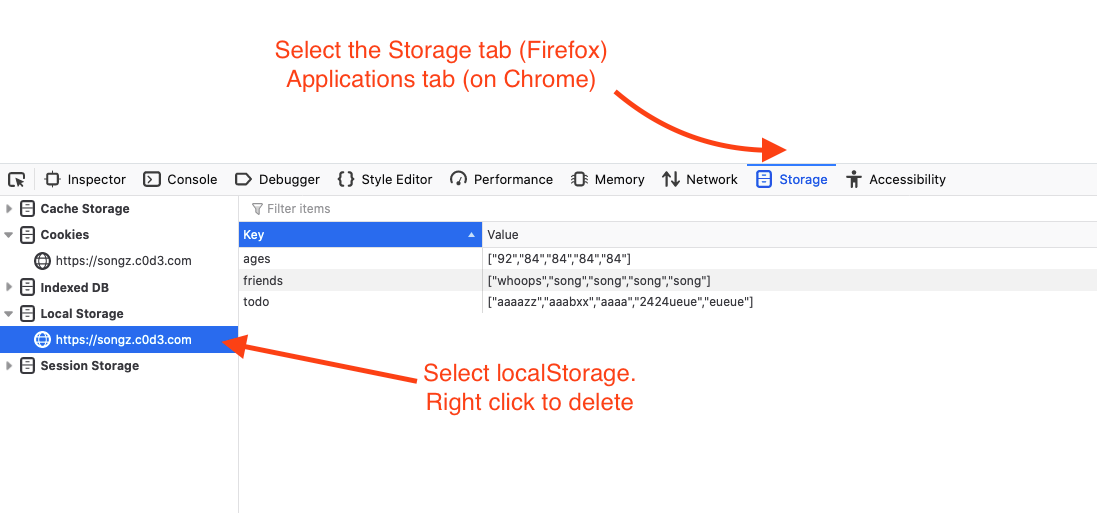 Select the Storage tab (Firefox)
Applications tab (on Chrome)
Inspector Console Debugger Style Editor Performance Memory Network Storage Accessibility
Cache Storage
Cookies
https://songz.c0d3.com
Indexed DB
Local Storage
https://songz.c0d3.com
Session Storage
Filter items
Key Value
ages ["92","84","84","84","84"]
friends ["whoops","song","song","song","song"]
todo ["aaaazz","aaabxx","aaaa","2424ueue","eueue"]
Select localStorage.
Right click to delete